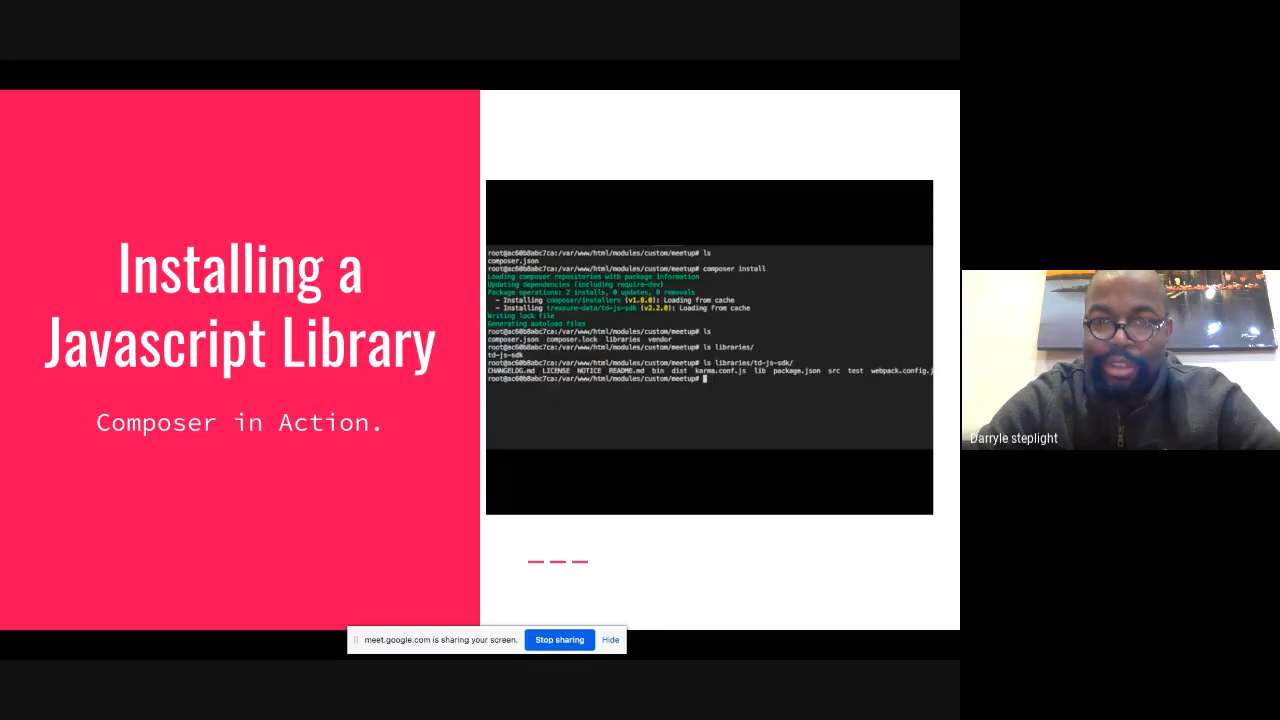 Installing a
Javascript Library
Composer in Action.
root@ac60b8abc7ca:/var/www/html/modules/custom/meetup# ls
composer.json
root@ac60b8abc7ca:/var/www/html/modules/custom/meetup# composer install
Loading composer repositories with package information
Updating dependencies (including require-dev)
Package operations: 2 installs, 0 updates, 0 removals
- Installing composer/installers (v1.8.0): Loading from cache
- Installing treasure-data/td-js-sdk (v2.2.0): Loading from cache
Writing lock file
Generating autoload files
root@ac60b8abc7ca:/var/www/html/modules/custom/meetup# ls
composer.json composer.lock libraries vendor
root@ac60b8abc7ca:/var/www/html/modules/custom/meetup# ls libraries/
td-js-sdk
root@ac60b8abc7ca:/var/www/html/modules/custom/meetup# ls libraries/td-js-sdk/
CHANGELOG.md LICENSE NOTICE README.md bin dist karma.conf.js lib package.json src test webpack.config.j
root@ac60b8abc7ca:/var/www/html/modules/custom/meetup#
meet.google.com is sharing your screen. Stop sharing Hide
Darryle steplight